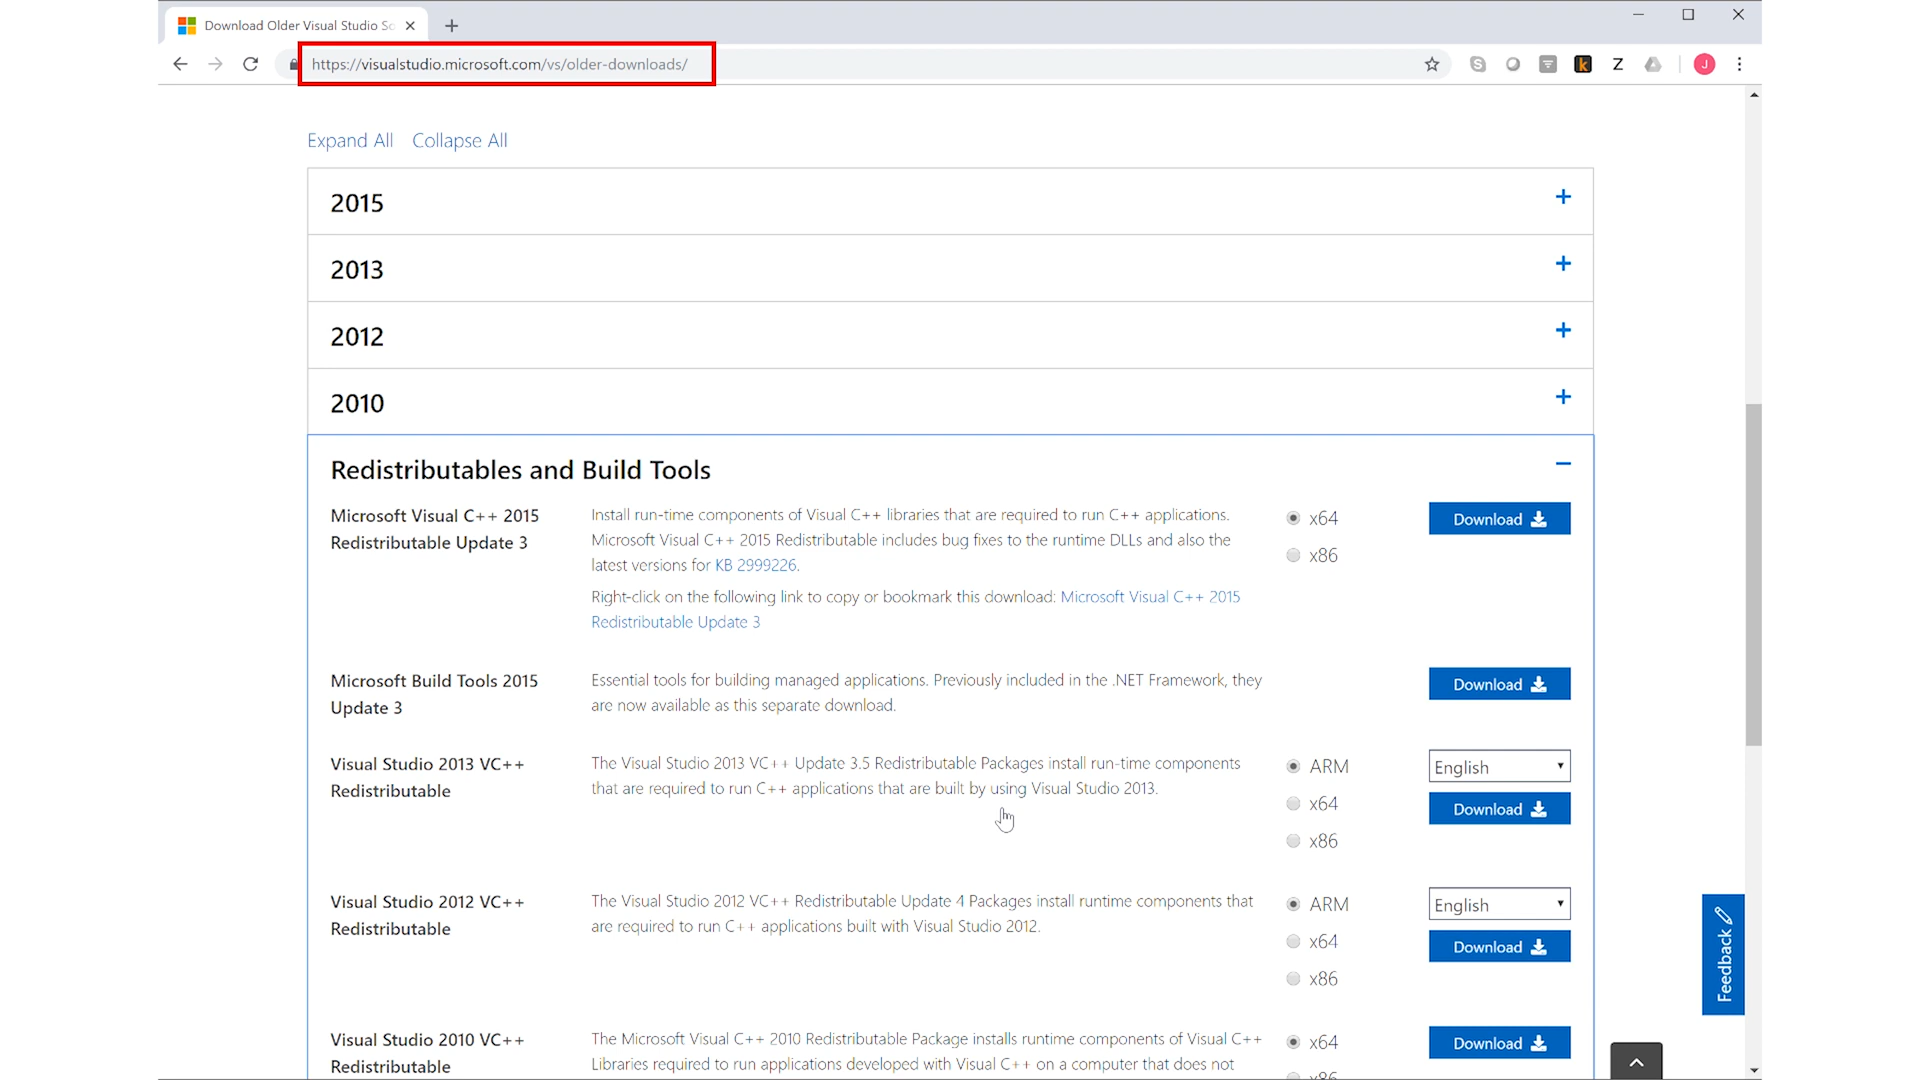 Download Older Visual Studio So
https://visualstudio.microsoft.com/vs/older-downloads/
Z
J
Expand All Collapse All
2015
2013
2012
2010
Redistributables and Build Tools
Microsoft Visual C++ 2015
Redistributable Update 3
Install run-time components of Visual C++ libraries that are required to run C++ applications.
Microsoft Visual C++ 2015 Redistributable includes bug fixes to the runtime DLLs and also the
latest versions for KB 2999226.
Right-click on the following link to copy or bookmark this download: Microsoft Visual C++ 2015
Redistributable Update 3
x64
x86
Download
Microsoft Build Tools 2015
Update 3
Essential tools for building managed applications. Previously included in the .NET Framework, they
are now available as this separate download.
Download
Visual Studio 2013 VC++
Redistributable
The Visual Studio 2013 VC++ Update 3.5 Redistributable Packages install run-time components
that are required to run C++ applications that are built by using Visual Studio 2013.
ARM
x64
x86
English
Download
Visual Studio 2012 VC++
Redistributable
The Visual Studio 2012 VC++ Redistributable Update 4 Packages install runtime components that
are required to run C++ applications built with Visual Studio 2012.
ARM
x64
x86
English
Download
Feedback
Visual Studio 2010 VC++
Redistributable
The Microsoft Visual C++ 2010 Redistributable Package installs runtime components of Visual C++
Libraries required to run applications developed with Visual C++ on a computer that does not
x64
x86
Download